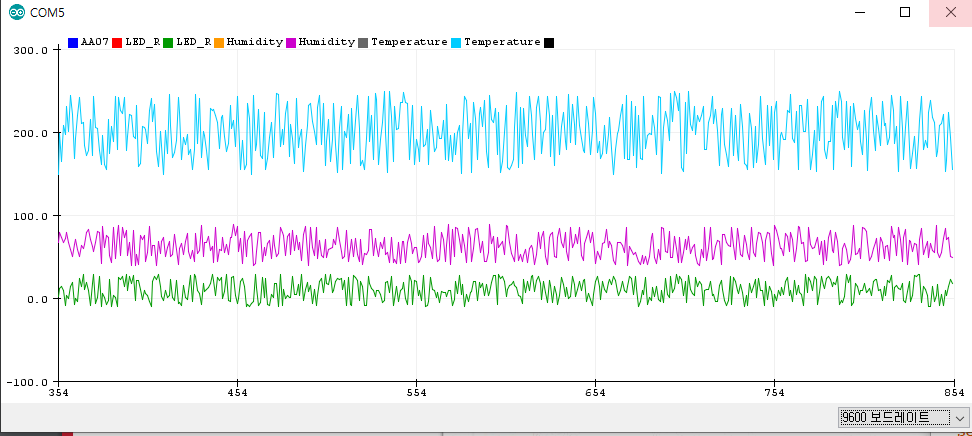 COM5
AA07 LED_R LED_R Humidity Humidity Temperature Temperature
300.0
200.0
100.0
0.0
-100.0
354 454 554 654 754 854
9600 보드레이트